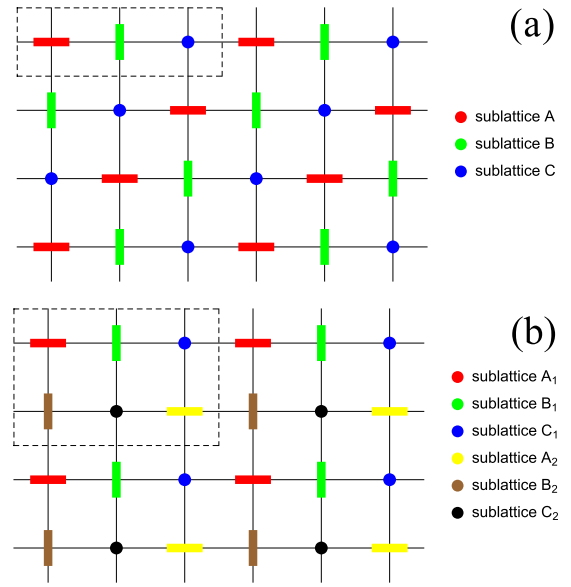 (a)
sublattice A
sublattice B
sublattice C
(b)
sublattice A₁
sublattice B₁
sublattice C₁
sublattice A₂
sublattice B₂
sublattice C₂